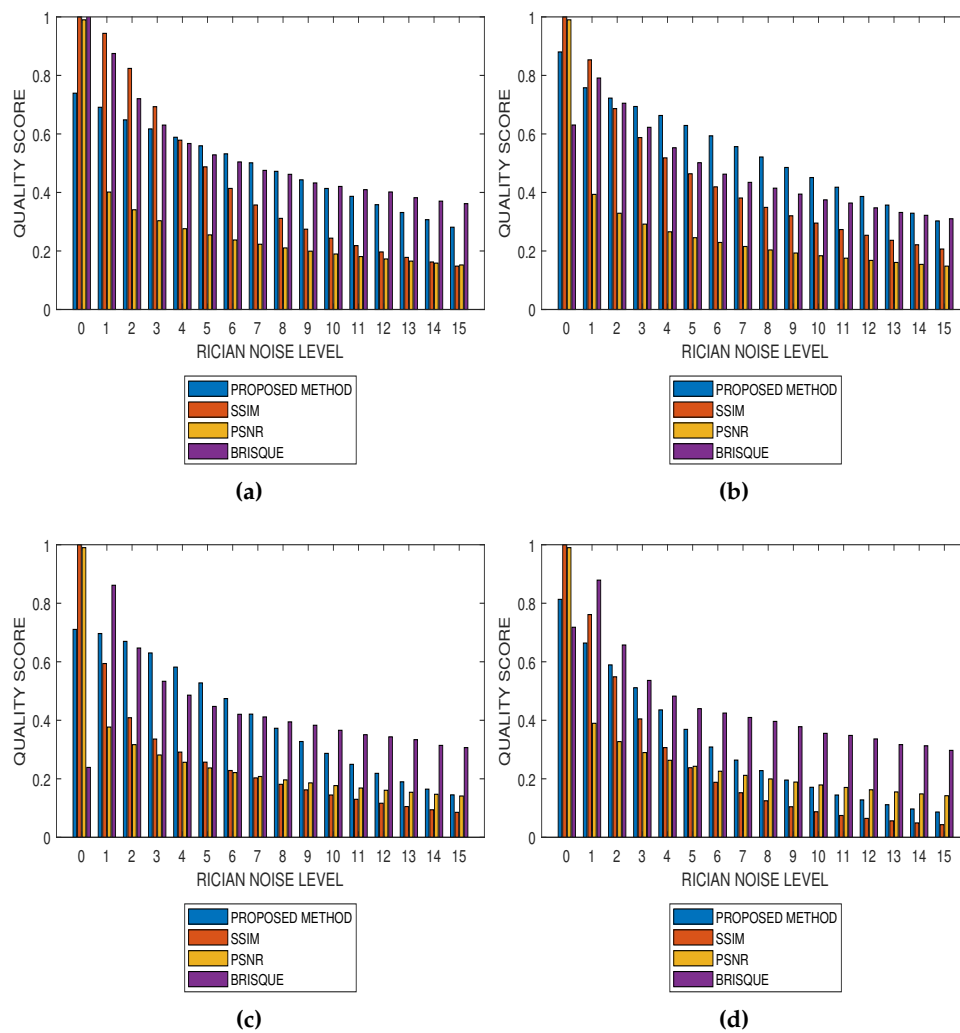 1
0.8
0.6
0.4
0.2
0
QUALITY SCORE
0 1 2 3 4 5 6 7 8 9 10 11 12 13 14 15
RICIAN NOISE LEVEL
PROPOSED METHOD
SSIM
PSNR
BRISQUE
(a)
1
0.8
0.6
0.4
0.2
0
QUALITY SCORE
0 1 2 3 4 5 6 7 8 9 10 11 12 13 14 15
RICIAN NOISE LEVEL
PROPOSED METHOD
SSIM
PSNR
BRISQUE
(b)
1
0.8
0.6
0.4
0.2
0
QUALITY SCORE
0 1 2 3 4 5 6 7 8 9 10 11 12 13 14 15
RICIAN NOISE LEVEL
PROPOSED METHOD
SSIM
PSNR
BRISQUE
(c)
1
0.8
0.6
0.4
0.2
0
QUALITY SCORE
0 1 2 3 4 5 6 7 8 9 10 11 12 13 14 15
RICIAN NOISE LEVEL
PROPOSED METHOD
SSIM
PSNR
BRISQUE
(d)